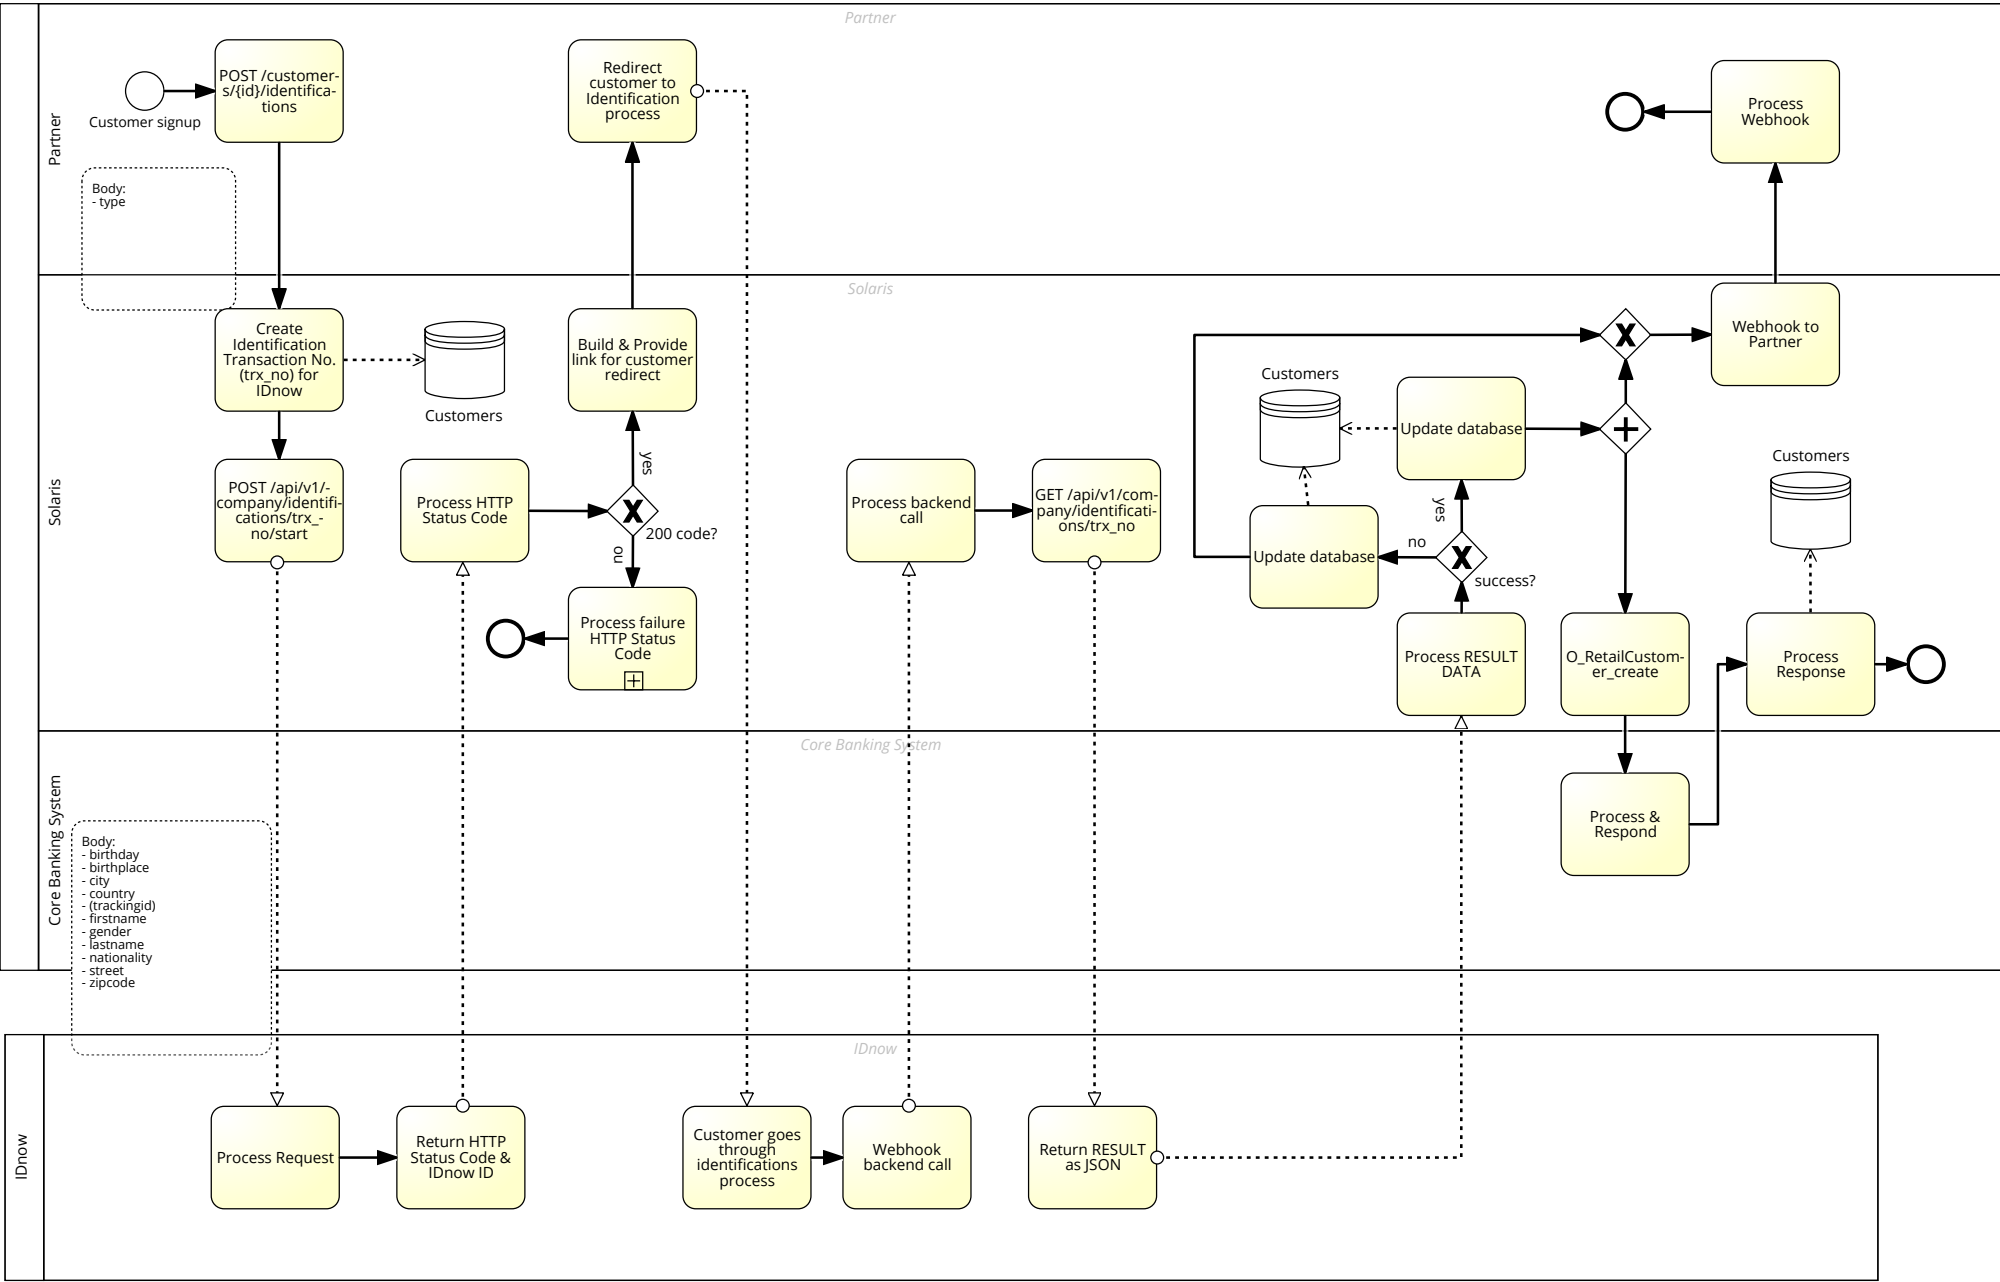 Partner
Partner
Customer signup
POST /customer-
s/{id}/identifica-
tions
Redirect
customer to
Identification
process
Process
Webhook
Body:
- type
Solaris
Solaris
Create
Identification
Transaction No.
(trx_no) for
IDnow
Customers
Build & Provide
link for customer
redirect
POST /api/v1/-
company/identifi-
cations/trx_-
no/start
Process HTTP
Status Code
yes
200 code?
no
Process failure
HTTP Status
Code
Process backend
call
GET /api/v1/com-
pany/identificati-
ons/trx_no
Customers
Update database
Update database
yes
no
success?
Process RESULT
DATA
Webhook to
Partner
Customers
O_RetailCustom-
er_create
Process
Response
Core Banking System
Core Banking System
Process &
Respond
Body:
- birthday
- birthplace
- city
- country
- (trackingid)
- firstname
- gender
- lastname
- nationality
- street
- zipcode
IDnow
IDnow
Process Request
Return HTTP
Status Code &
IDnow ID
Customer goes
through
identifications
process
Webhook
backend call
Return RESULT
as JSON